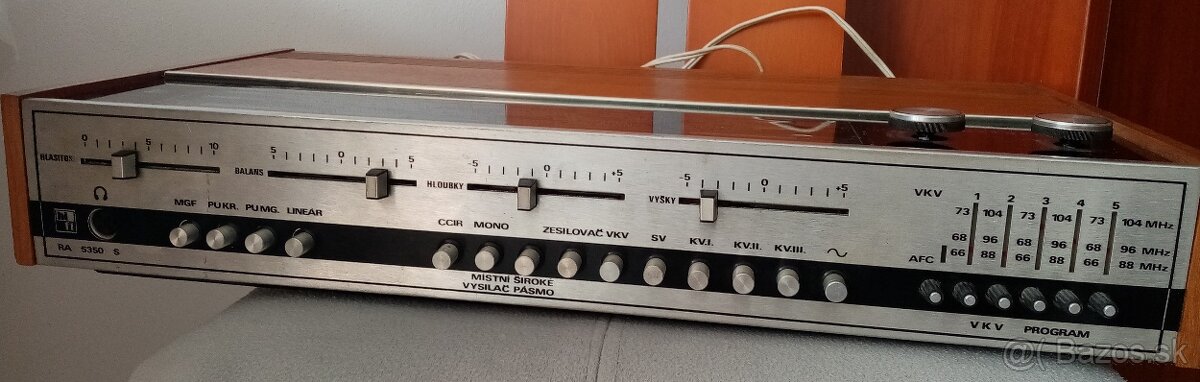 0 5 10
HLASITOST
5 0 5
BALANS
-5 0 +5
HLOUBKY
-5 0 +5
VÝŠKY
MGF PU KR. PU MG. LINEÁR
RA 5350 S
CCIR MONO ZESILOVAČ VKV SV KV.I. KV.II. KV.III.
MÍSTNÍ ŠIROKÉ
VYSILAČ PÁSMO
VKV 1 2 3 4 5
73 104 73 104 73 104 MHz
68 96 68 96 68 96 MHz
AFC 66 88 66 88 66 88 MHz
VKV PROGRAM
@( Bazos.sk